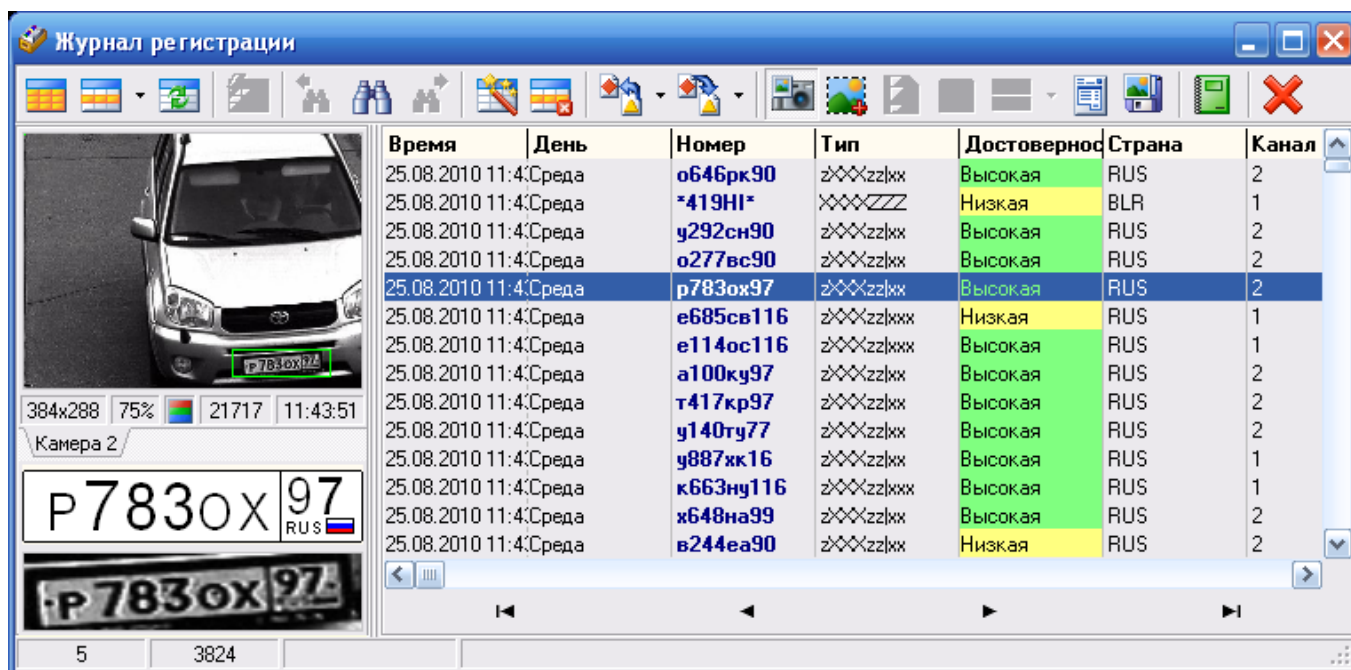 Журнал регистрации
Время День Номер Тип Достовернос Страна Канал
25.08.2010 11:4 Среда о646рк90 zXXXzz|xx Высокая RUS 2
25.08.2010 11:4 Среда *419HI* XXXXZZZ Низкая BLR 1
25.08.2010 11:4 Среда у292сн90 zXXXzz|xx Высокая RUS 2
25.08.2010 11:4 Среда о277вс90 zXXXzz|xx Высокая RUS 2
25.08.2010 11:4 Среда р783ох97 zXXXzz|xx Высокая RUS 2
25.08.2010 11:4 Среда е685св116 zXXXzz|xxx Низкая RUS 1
25.08.2010 11:4 Среда е114ос116 zXXXzz|xxx Высокая RUS 1
25.08.2010 11:4 Среда а100ку97 zXXXzz|xx Высокая RUS 2
25.08.2010 11:4 Среда т417кр97 zXXXzz|xx Высокая RUS 2
25.08.2010 11:4 Среда у140ту77 zXXXzz|xx Высокая RUS 2
25.08.2010 11:4 Среда у887хк16 zXXXzz|xx Высокая RUS 1
25.08.2010 11:4 Среда к663ну116 zXXXzz|xxx Высокая RUS 1
25.08.2010 11:4 Среда х648на99 zXXXzz|xx Высокая RUS 2
25.08.2010 11:4 Среда в244еа90 zXXXzz|xx Низкая RUS 2
Р783ОХ 97
384x288 75% 21717 11:43:51
Камера 2
Р783ОХ 97
RUS
Р783ОХ 97
5 3824